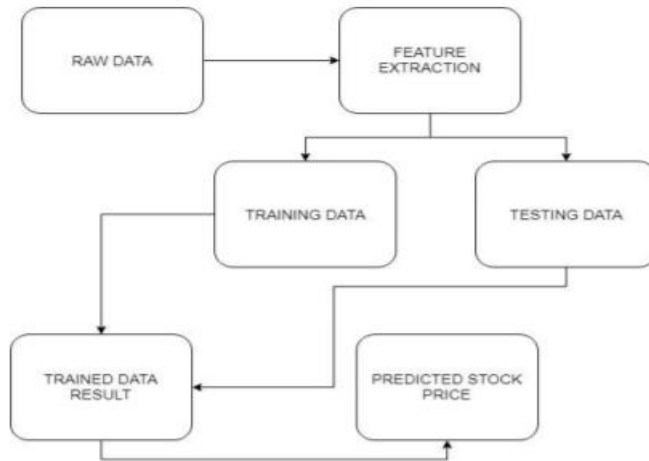 RAW DATA
FEATURE
EXTRACTION
TRAINING DATA
TESTING DATA
TRAINED DATA
RESULT
PREDICTED STOCK
PRICE